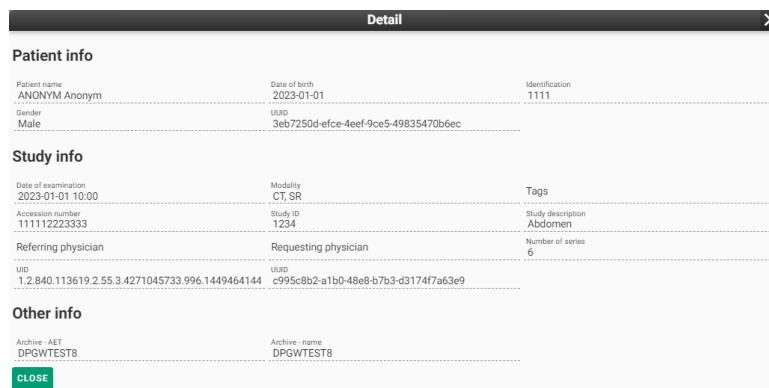 Detail
Patient info
Patient name Date of birth Identification
ANONYM Anonym 2023-01-01 1111
Gender UUID
Male 3eb7250d-efce-4eef-9ce5-49835470b6ec
Study info
Date of examination Modality
2023-01-01 10:00 CT, SR Tags
Accession number Study ID Study description
111112223333 1234 Abdomen
Referring physician Requesting physician Number of series
6
UID UUID
1.2.840.113619.2.55.3.4271045733.996.1449464144 c995c8b2-a1b0-48e8-b7b3-d3174f7a63e9
Other info
Archive - AET Archive - name
DPGWTEST8 DPGWTEST8
CLOSE